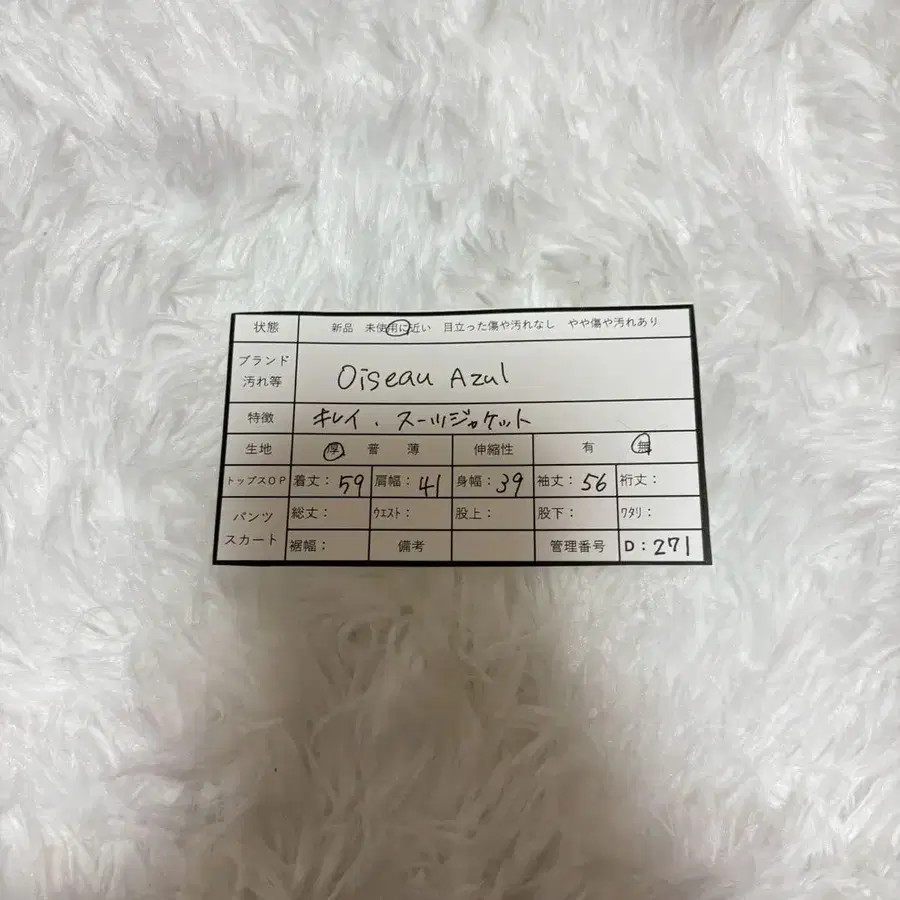 状態 新品 未使用に近い 目立った傷や汚れなし やや傷や汚れあり
ブランド
汚れ等 Oiseau Azul
特徴 キレイ、スーツジャケット
生地 厚 普 薄 伸縮性 有 無
トップスOP 着丈：59 肩幅：41 身幅：39 袖丈：56 裄丈：
パンツ
スカート 総丈： ｳｴｽﾄ： 股上： 股下： ﾜﾀﾘ：
裾幅： 備考 管理番号 D：271